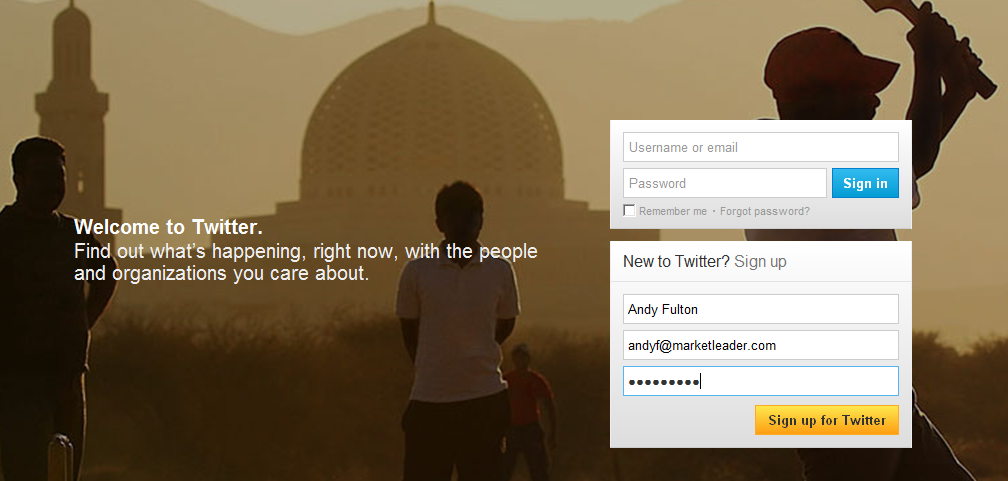 Welcome to Twitter.
Find out what's happening, right now, with the people
and organizations you care about.
Username or email
Password
Sign in
Remember me · Forgot password?
New to Twitter? Sign up
Andy Fulton
andyf@marketleader.com
•••••••••
Sign up for Twitter